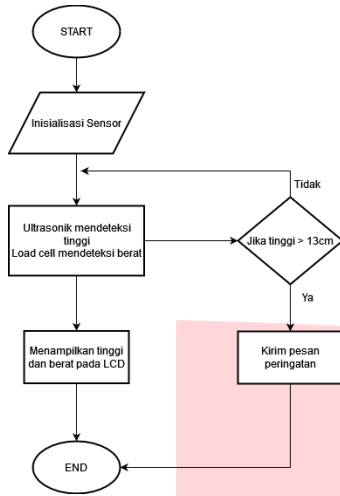 START
Inisialisasi Sensor
Tidak
Ultrasonik mendeteksi
tinggi
Load cell mendeteksi berat
Jika tinggi > 13cm
Ya
Menampilkan tinggi
dan berat pada LCD
Kirim pesan
peringatan
END